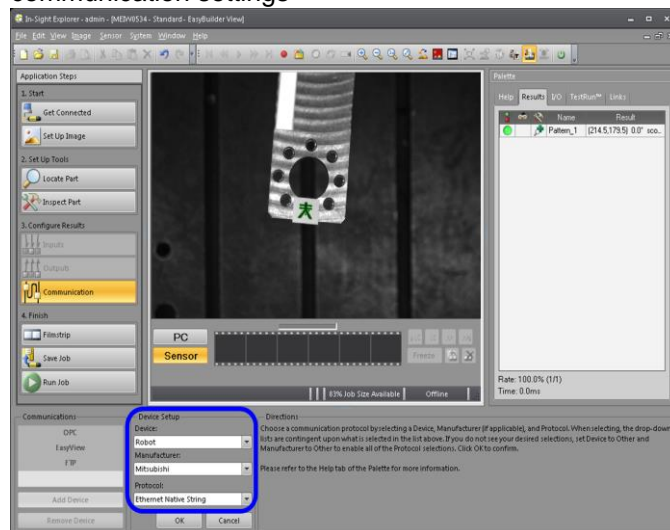 communication settings
In-Sight Explorer - admin - [MEDW0534 - Standard - EasyBuilder View]
File Edit View Image Sensor System Window Help
Application Steps
1. Start
Get Connected
Set Up Image
2. Set Up Tools
Locate Part
Inspect Part
3. Configure Results
Inputs
Outputs
Communication
4. Finish
Filmstrip
Save Job
Run Job
夫
PC
Sensor
Freeze
83% Job Size Available
Offline
Palette
Help Results I/O TestRun™ Links
Name Result
Pattern_1 (214.5,179.5) 0.0° sco...
Rate: 100.0% (1/1)
Time: 0.0ms
Communications
OPC
EasyView
FTP
Add Device
Remove Device
Device Setup
Device:
Robot
Manufacturer:
Mitsubishi
Protocol:
Ethernet Native String
OK Cancel
Directions
Choose a communication protocol by selecting a Device, Manufacturer (if applicable), and Protocol. When selecting, the drop-down
lists are contingent upon what is selected in the list above. If you do not see your desired selections, set Device to Other and
Manufacturer to Other to enable all of the Protocol selections. Click OK to confirm.
Please refer to the Help tab of the Palette for more information.